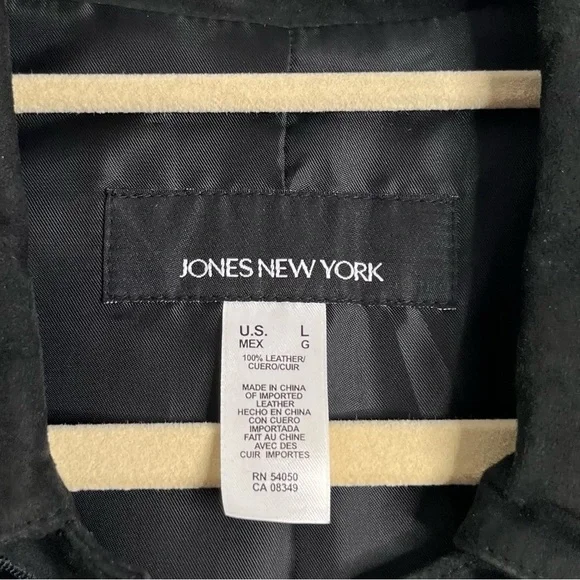 JONES NEW YORK
U.S. L
MEX G
100% LEATHER/
CUERO/CUIR
MADE IN CHINA
OF IMPORTED
LEATHER
HECHO EN CHINA
CON CUERO
IMPORTADA
FAIT AU CHINE
AVEC DES
CUIR IMPORTES
RN 54050
CA 08349